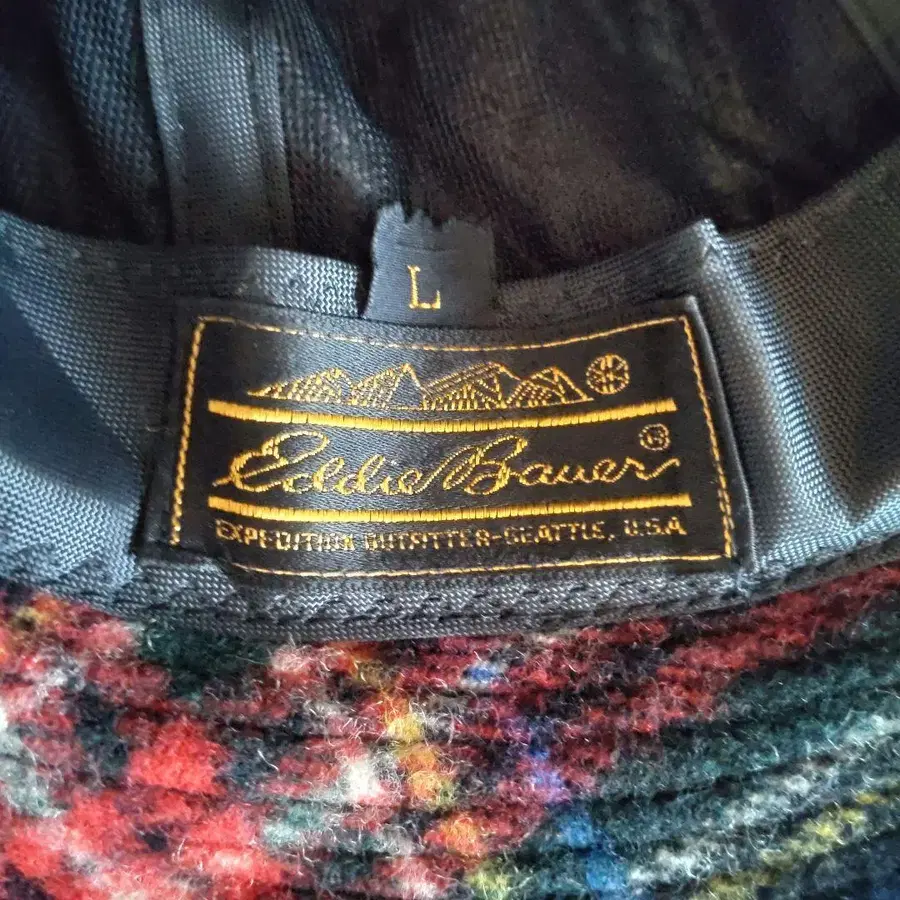 L
Eddie Bauer®
EXPEDITION OUTFITTER-SEATTLE, U.S.A